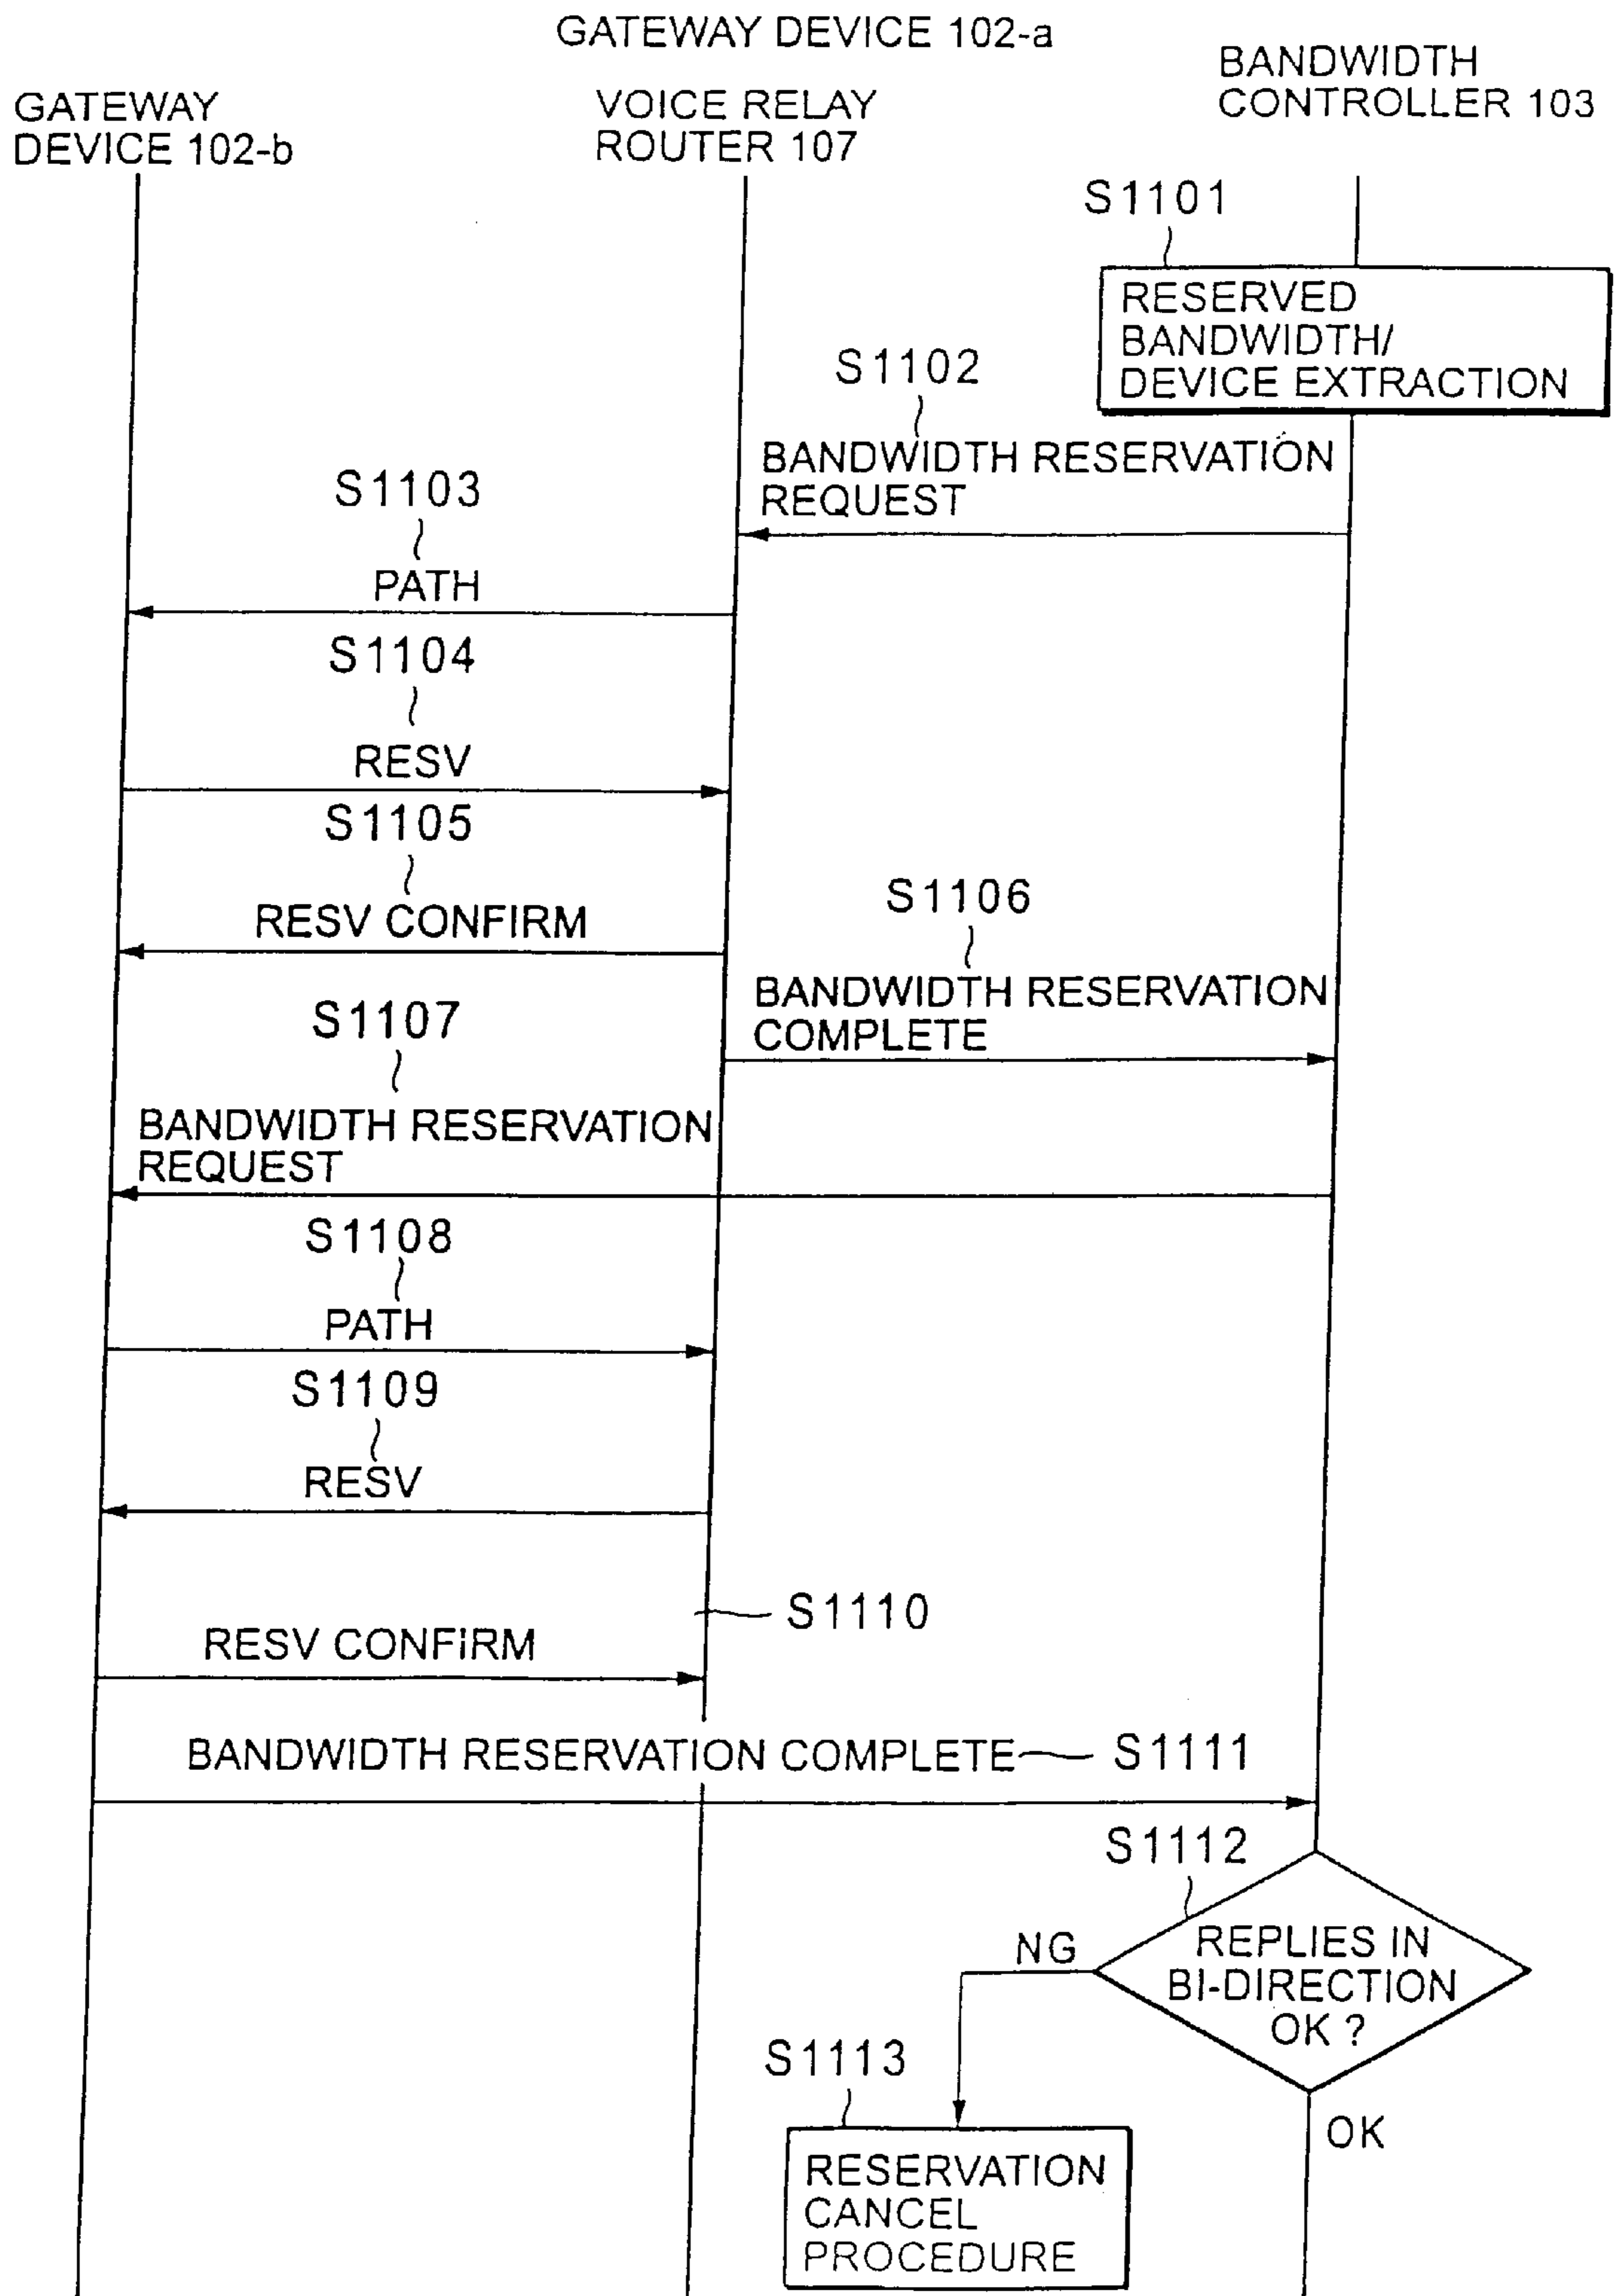 GATEWAY DEVICE 102-a
GATEWAY
DEVICE 102-b
VOICE RELAY
ROUTER 107
BANDWIDTH
CONTROLLER 103
S1101
RESERVED
BANDWIDTH/
DEVICE EXTRACTION
S1102
BANDWIDTH RESERVATION
REQUEST
S1103
PATH
S1104
RESV
S1105
RESV CONFIRM
S1106
BANDWIDTH RESERVATION
COMPLETE
S1107
BANDWIDTH RESERVATION
REQUEST
S1108
PATH
S1109
RESV
S1110
RESV CONFIRM
BANDWIDTH RESERVATION COMPLETE
S1111
S1112
REPLIES IN
BI-DIRECTION
OK ?
NG
OK
S1113
RESERVATION
CANCEL
PROCEDURE